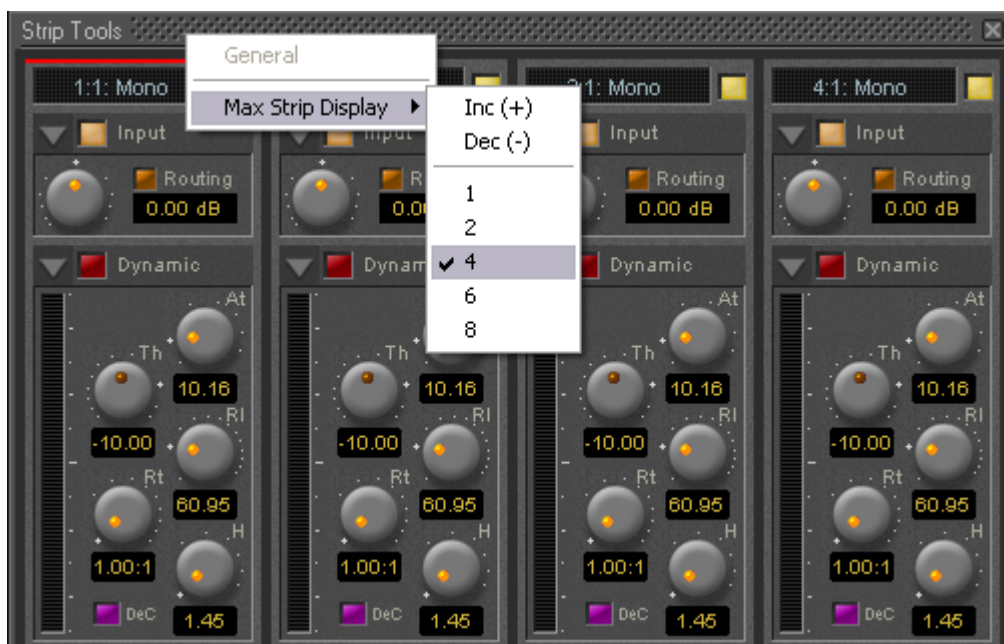 Strip Tools
General
Max Strip Display
Inc (+)
Dec (-)
1
2
4
6
8
1:1: Mono
Input
Routing
0.00 dB
Dynamic
At
Th
10.16
Rl
-10.00
Rt
60.95
H
1.00:1
DeC
1.45
Input
0.0
Dynam
Th
10.16
Rl
-10.00
Rt
60.95
H
1.00:1
DeC
1.45
1: Mono
Input
Routing
0.00 dB
Dynamic
At
Th
10.16
Rl
-10.00
Rt
60.95
H
1.00:1
DeC
1.45
4:1: Mono
Input
Routing
0.00 dB
Dynamic
At
Th
10.16
Rl
-10.00
Rt
60.95
H
1.00:1
DeC
1.45